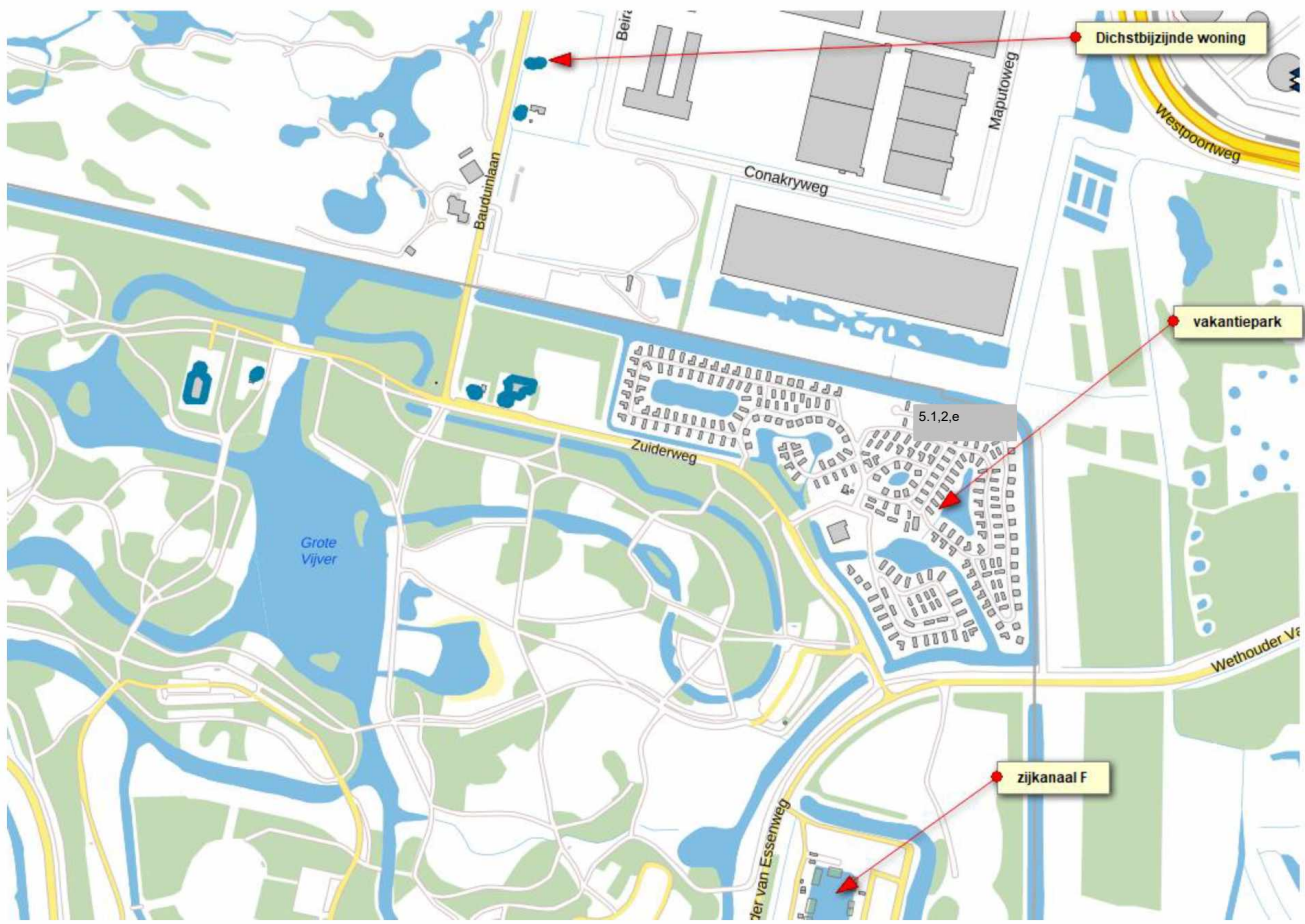 Beira
Dichstbijzijnde woning
Maputoweg
Westpoortweg
Conakryweg
Bauduinlaan
vakantiepark
5.1,2,e
Zuiderweg
Grote
Vijver
Wethouder Va
zijkanaal F
der van Essenweg